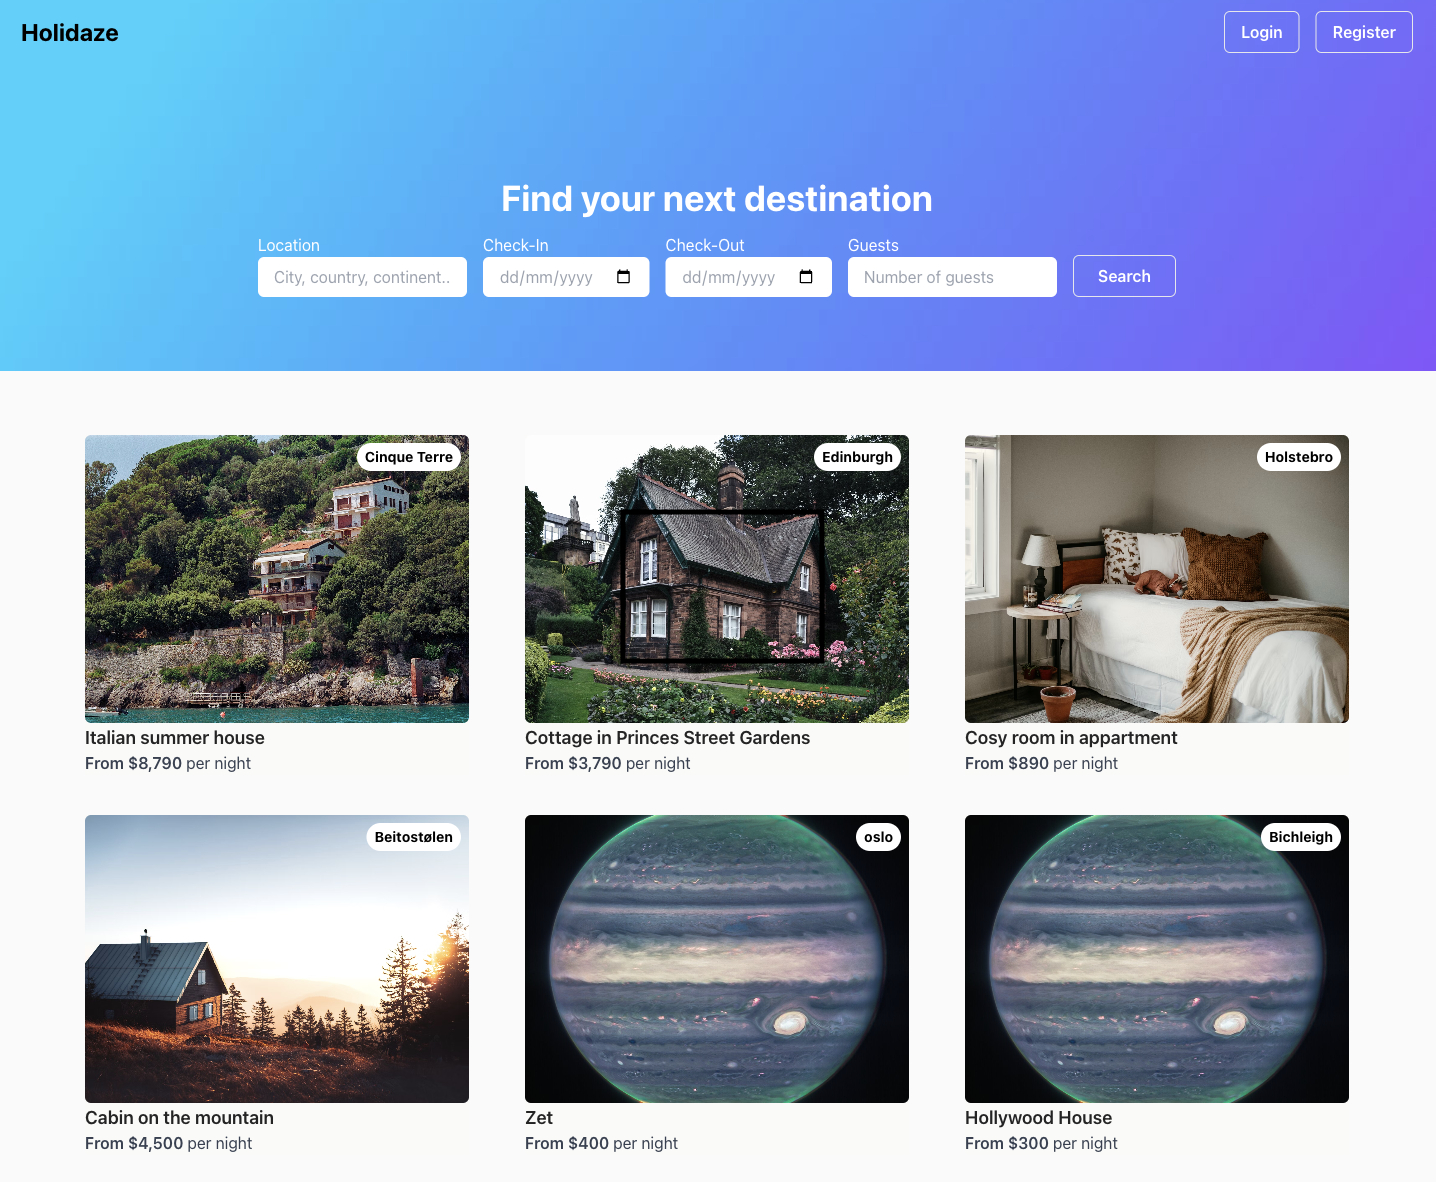 Holidaze
Login
Register
Find your next destination
Location
Check-In
Check-Out
Guests
City, country, continent..
dd/mm/yyyy
dd/mm/yyyy
Number of guests
Search
Cinque Terre
Italian summer house
From $8,790 per night
Edinburgh
Cottage in Princes Street Gardens
From $3,790 per night
Holstebro
Cosy room in appartment
From $890 per night
Beitostølen
Cabin on the mountain
From $4,500 per night
oslo
Zet
From $400 per night
Bichleigh
Hollywood House
From $300 per night